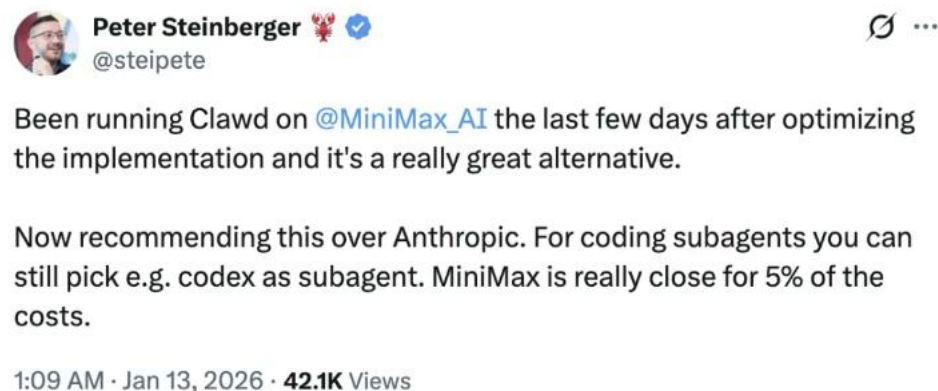 Peter Steinberger 🦞
@steipete
Been running Clawd on @MiniMax_AI the last few days after optimizing
the implementation and it's a really great alternative.
Now recommending this over Anthropic. For coding subagents you can
still pick e.g. codex as subagent. MiniMax is really close for 5% of the
costs.
1:09 AM · Jan 13, 2026 · 42.1K Views